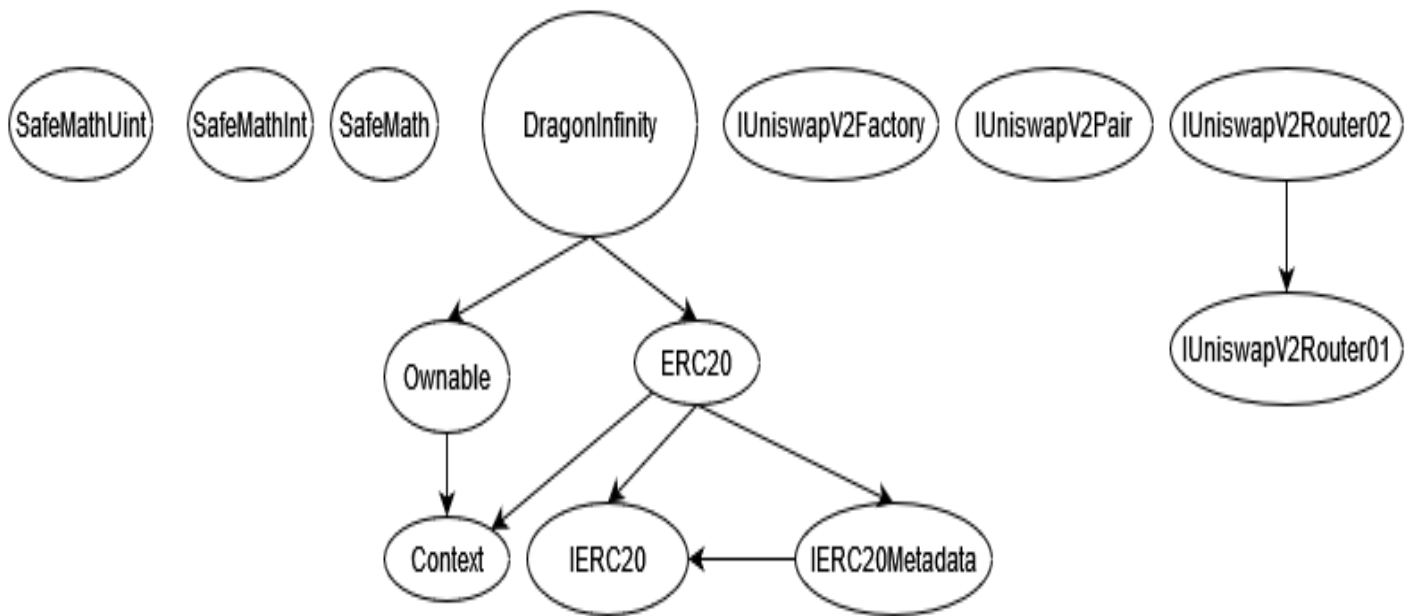 SafeMathUint
SafeMathInt
SafeMath
DragonInfinity
IUniswapV2Factory
IUniswapV2Pair
IUniswapV2Router02
IUniswapV2Router01
Ownable
ERC20
Context
IERC20
IERC20Metadata